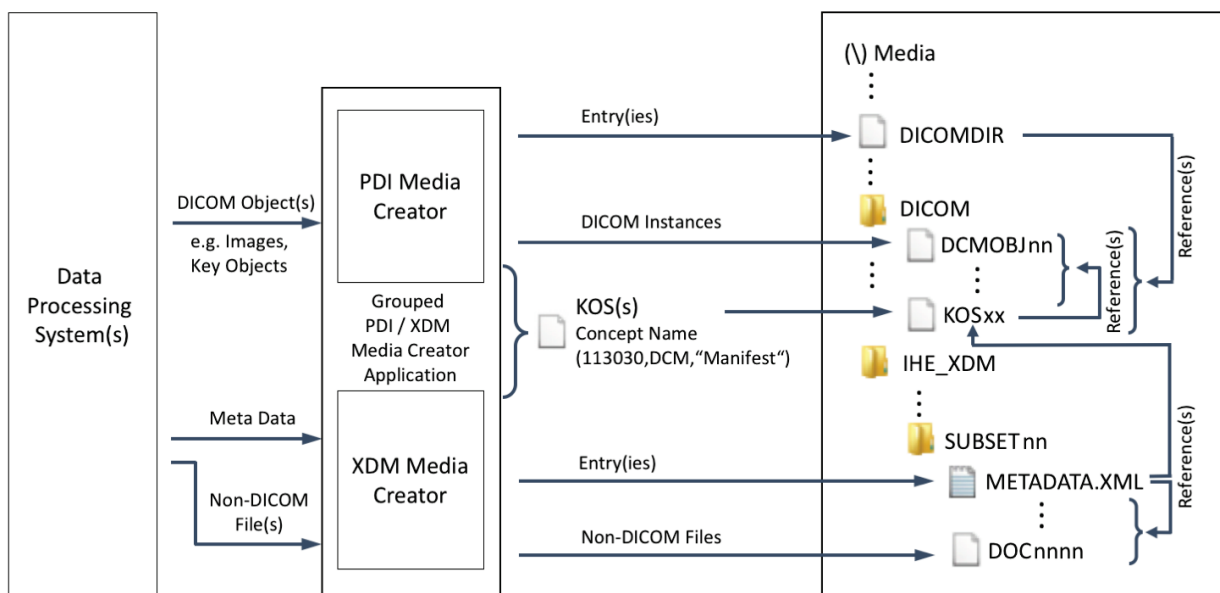 Data
Processing
System(s)
DICOM Object(s)
e.g. Images,
Key Objects
Meta Data
Non-DICOM
File(s)
PDI Media
Creator
Grouped
PDI / XDM
Media Creator
Application
XDM Media
Creator
Entry(ies)
DICOM Instances
KOS(s)
Concept Name
(113030,DCM,“Manifest“)
Entry(ies)
Non-DICOM Files
(\) Media
DICOMDIR
DICOM
DCMOBJnn
KOSxx
IHE_XDM
SUBSETnn
METADATA.XML
DOCnnnn
Reference(s)
Reference(s)
Reference(s)